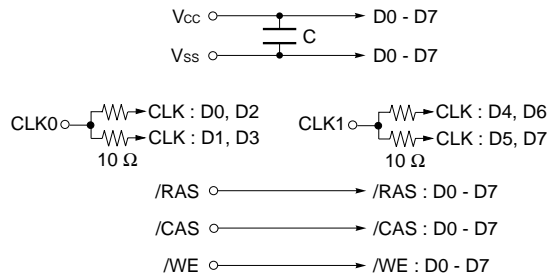 VCC D0 - D7
C
VSS D0 - D7
CLK0 CLK : D0, D2
CLK : D1, D3
10 Ω
CLK1 CLK : D4, D6
CLK : D5, D7
10 Ω
/RAS /RAS : D0 - D7
/CAS /CAS : D0 - D7
/WE /WE : D0 - D7